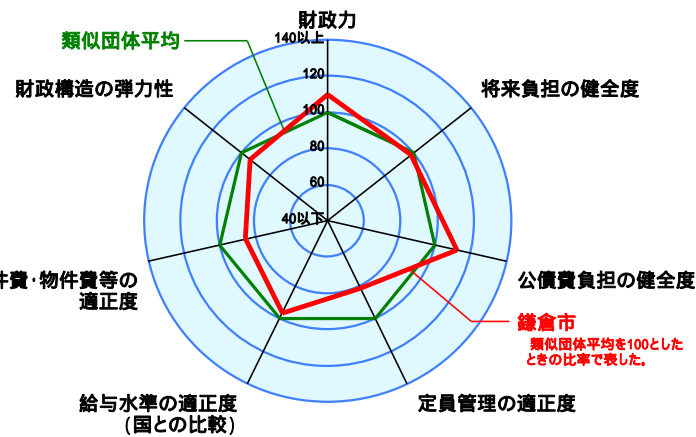 財政力
140以上
類似団体平均
120
財政構造の弾力性
将来負担の健全度
100
80
60
40以下
件費・物件費等の
適正度
公債費負担の健全度
鎌倉市
類似団体平均を100とした
ときの比率で表した。
給与水準の適正度
(国との比較)
定員管理の適正度